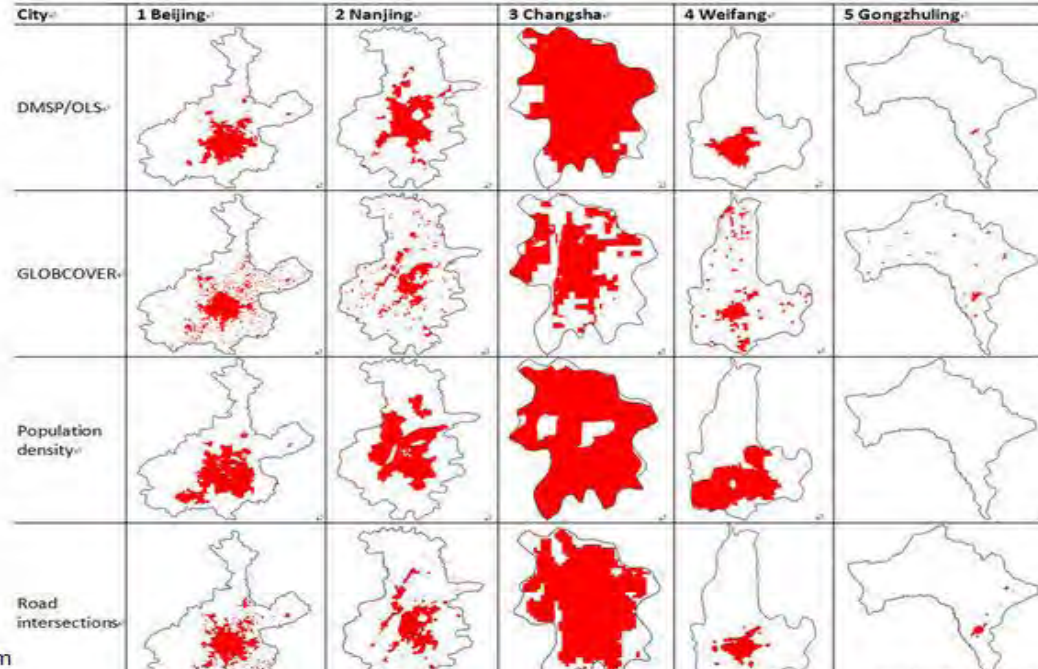 City 1 Beijing 2 Nanjing 3 Changsha 4 Weifang 5 Gongzhuling
DMSP/OLS
GLOBCOVER
Population
density
Road
intersections
m